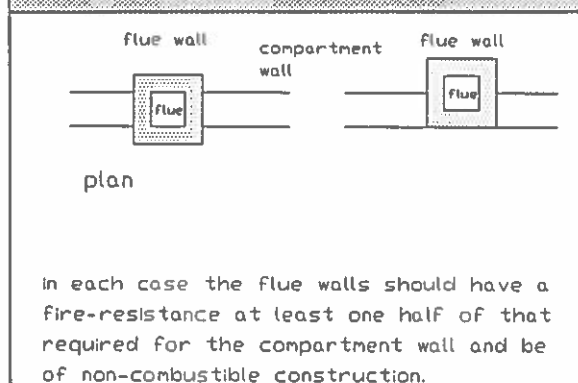 flue wall
compartment
wall
flue wall
flue
flue
plan
In each case the flue walls should have a
fire-resistance at least one half of that
required for the compartment wall and be
of non-combustible construction.